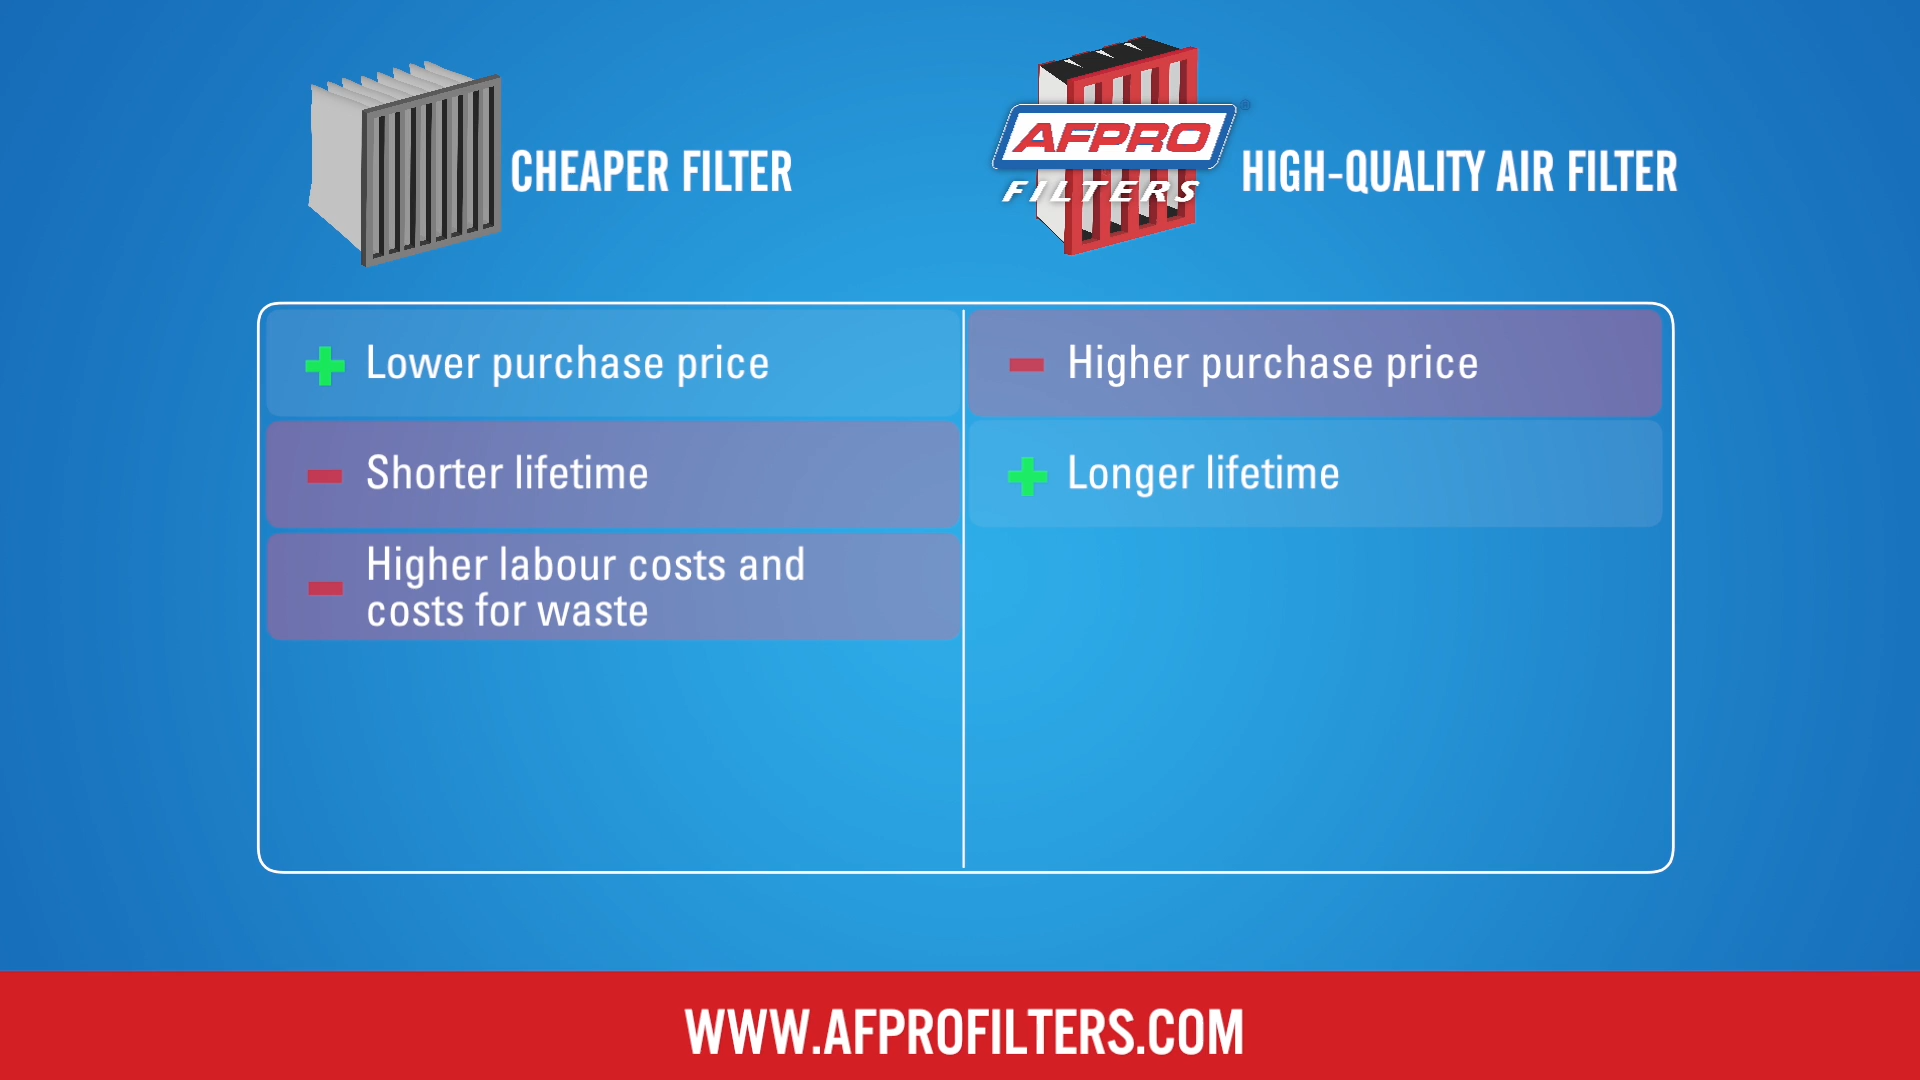 CHEAPER FILTER
AFPRO
FILTERS
®
HIGH-QUALITY AIR FILTER
+ Lower purchase price
- Higher purchase price
- Shorter lifetime
+ Longer lifetime
- Higher labour costs and
costs for waste
WWW.AFPROFILTERS.COM